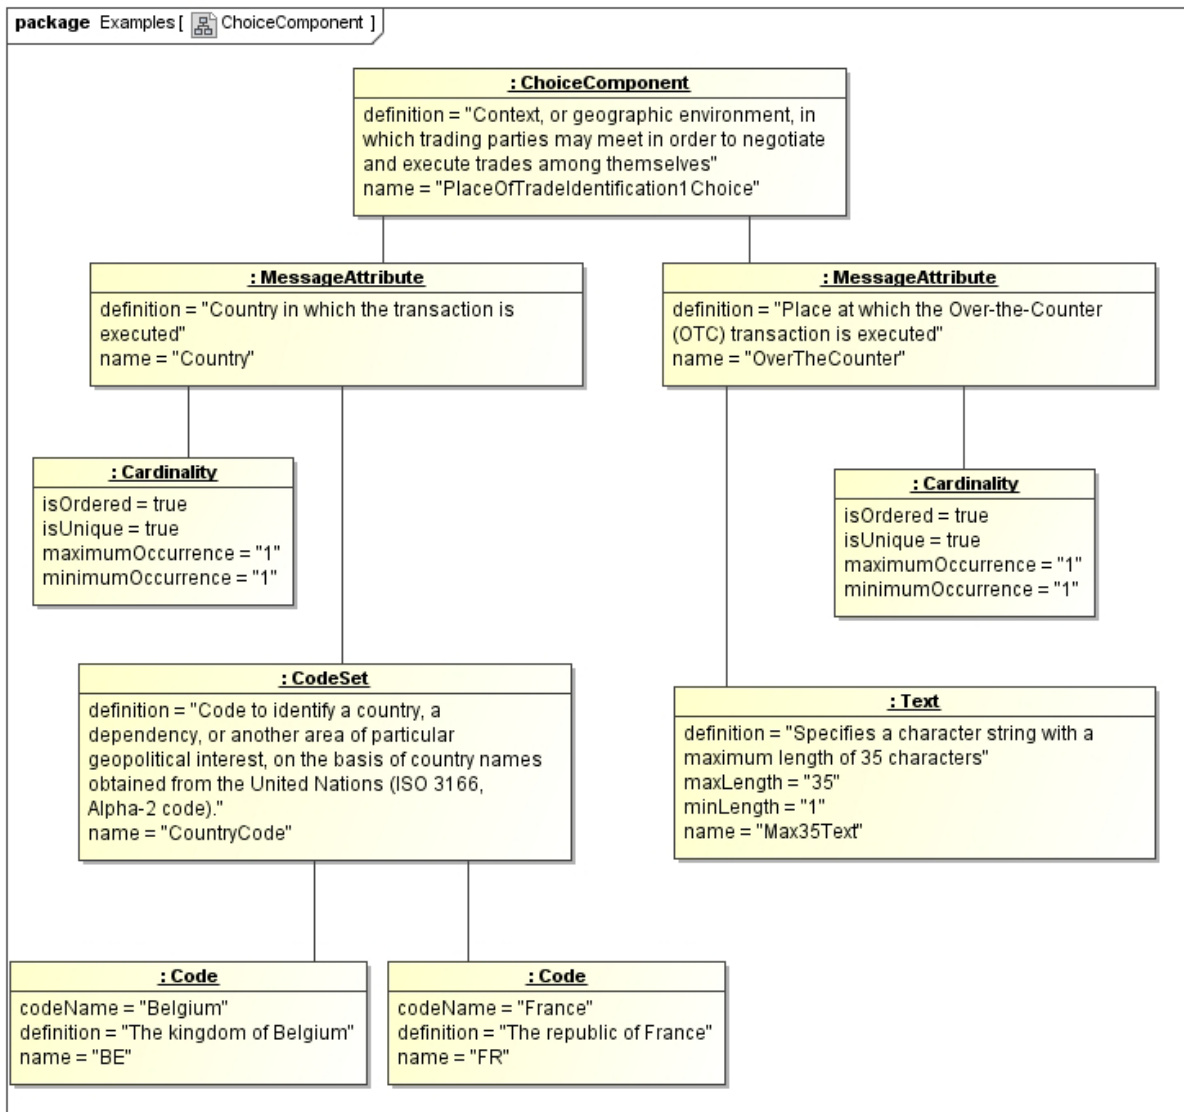 package Examples [ ChoiceComponent ]
: ChoiceComponent
definition = "Context, or geographic environment, in
which trading parties may meet in order to negotiate
and execute trades among themselves"
name = "PlaceOfTradeIdentification1Choice"
: MessageAttribute
definition = "Country in which the transaction is
executed"
name = "Country"
: MessageAttribute
definition = "Place at which the Over-the-Counter
(OTC) transaction is executed"
name = "OverTheCounter"
: Cardinality
isOrdered = true
isUnique = true
maximumOccurrence = "1"
minimumOccurrence = "1"
: Cardinality
isOrdered = true
isUnique = true
maximumOccurrence = "1"
minimumOccurrence = "1"
: CodeSet
definition = "Code to identify a country, a
dependency, or another area of particular
geopolitical interest, on the basis of country names
obtained from the United Nations (ISO 3166,
Alpha-2 code)."
name = "CountryCode"
: Text
definition = "Specifies a character string with a
maximum length of 35 characters"
maxLength = "35"
minLength = "1"
name = "Max35Text"
: Code
codeName = "Belgium"
definition = "The kingdom of Belgium"
name = "BE"
: Code
codeName = "France"
definition = "The republic of France"
name = "FR"